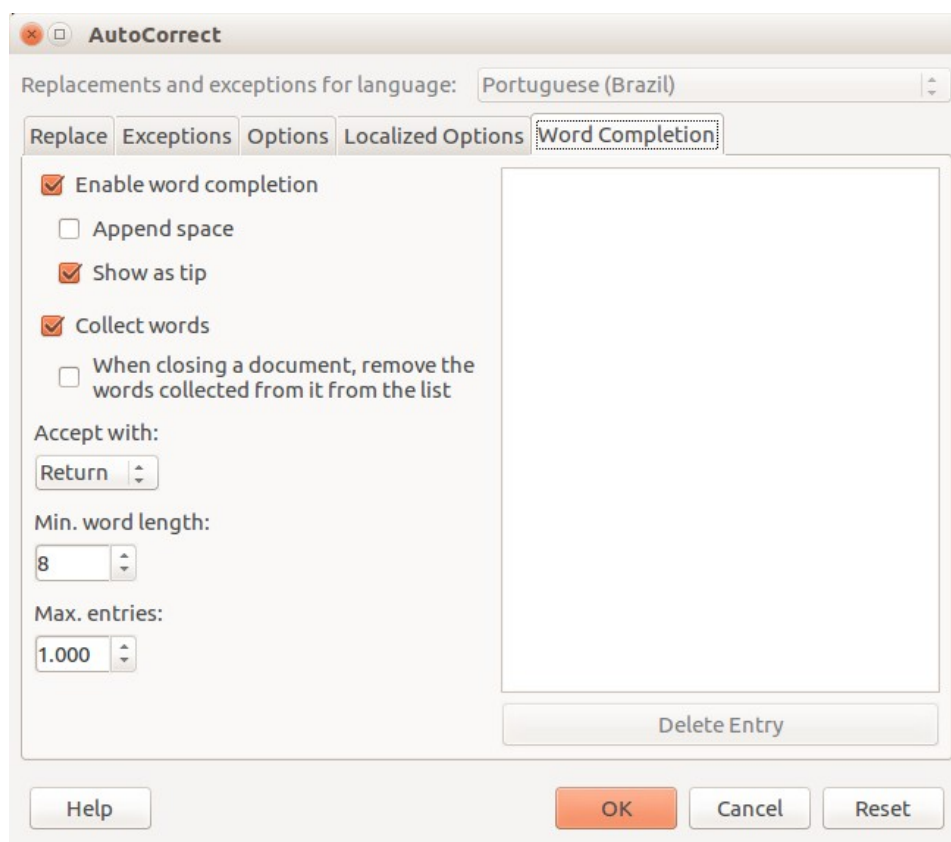 AutoCorrect
Replacements and exceptions for language: Portuguese (Brazil)
Replace Exceptions Options Localized Options Word Completion
Enable word completion
Append space
Show as tip
Collect words
When closing a document, remove the
words collected from it from the list
Accept with:
Return
Min. word length:
8
Max. entries:
1.000
Delete Entry
Help OK Cancel Reset